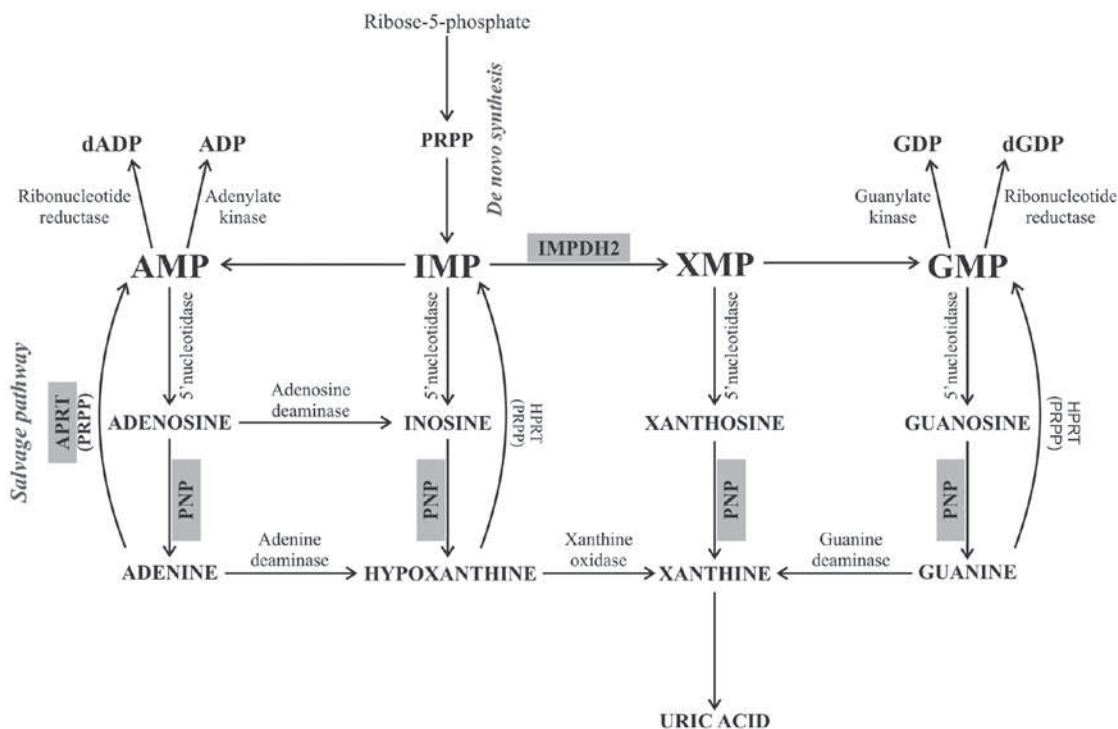 Ribose-5-phosphate
De novo synthesis
PRPP
dADP
ADP
GDP
dGDP
Ribonucleotide
reductase
Adenylate
kinase
Guanylate
kinase
Ribonucleotide
reductase
AMP
IMP
IMPDH2
XMP
GMP
5'nucleotidase
5'nucleotidase
5'nucleotidase
5'nucleotidase
Salvage pathway
APRT
(PRPP)
ADENOSINE
Adenosine
deaminase
INOSINE
HPRT
(PRPP)
XANTHOSINE
GUANOSINE
HPRT
(PRPP)
PNP
PNP
PNP
PNP
ADENINE
Adenine
deaminase
HYPOXANTHINE
Xanthine
oxidase
XANTHINE
Guanine
deaminase
GUANINE
URIC ACID